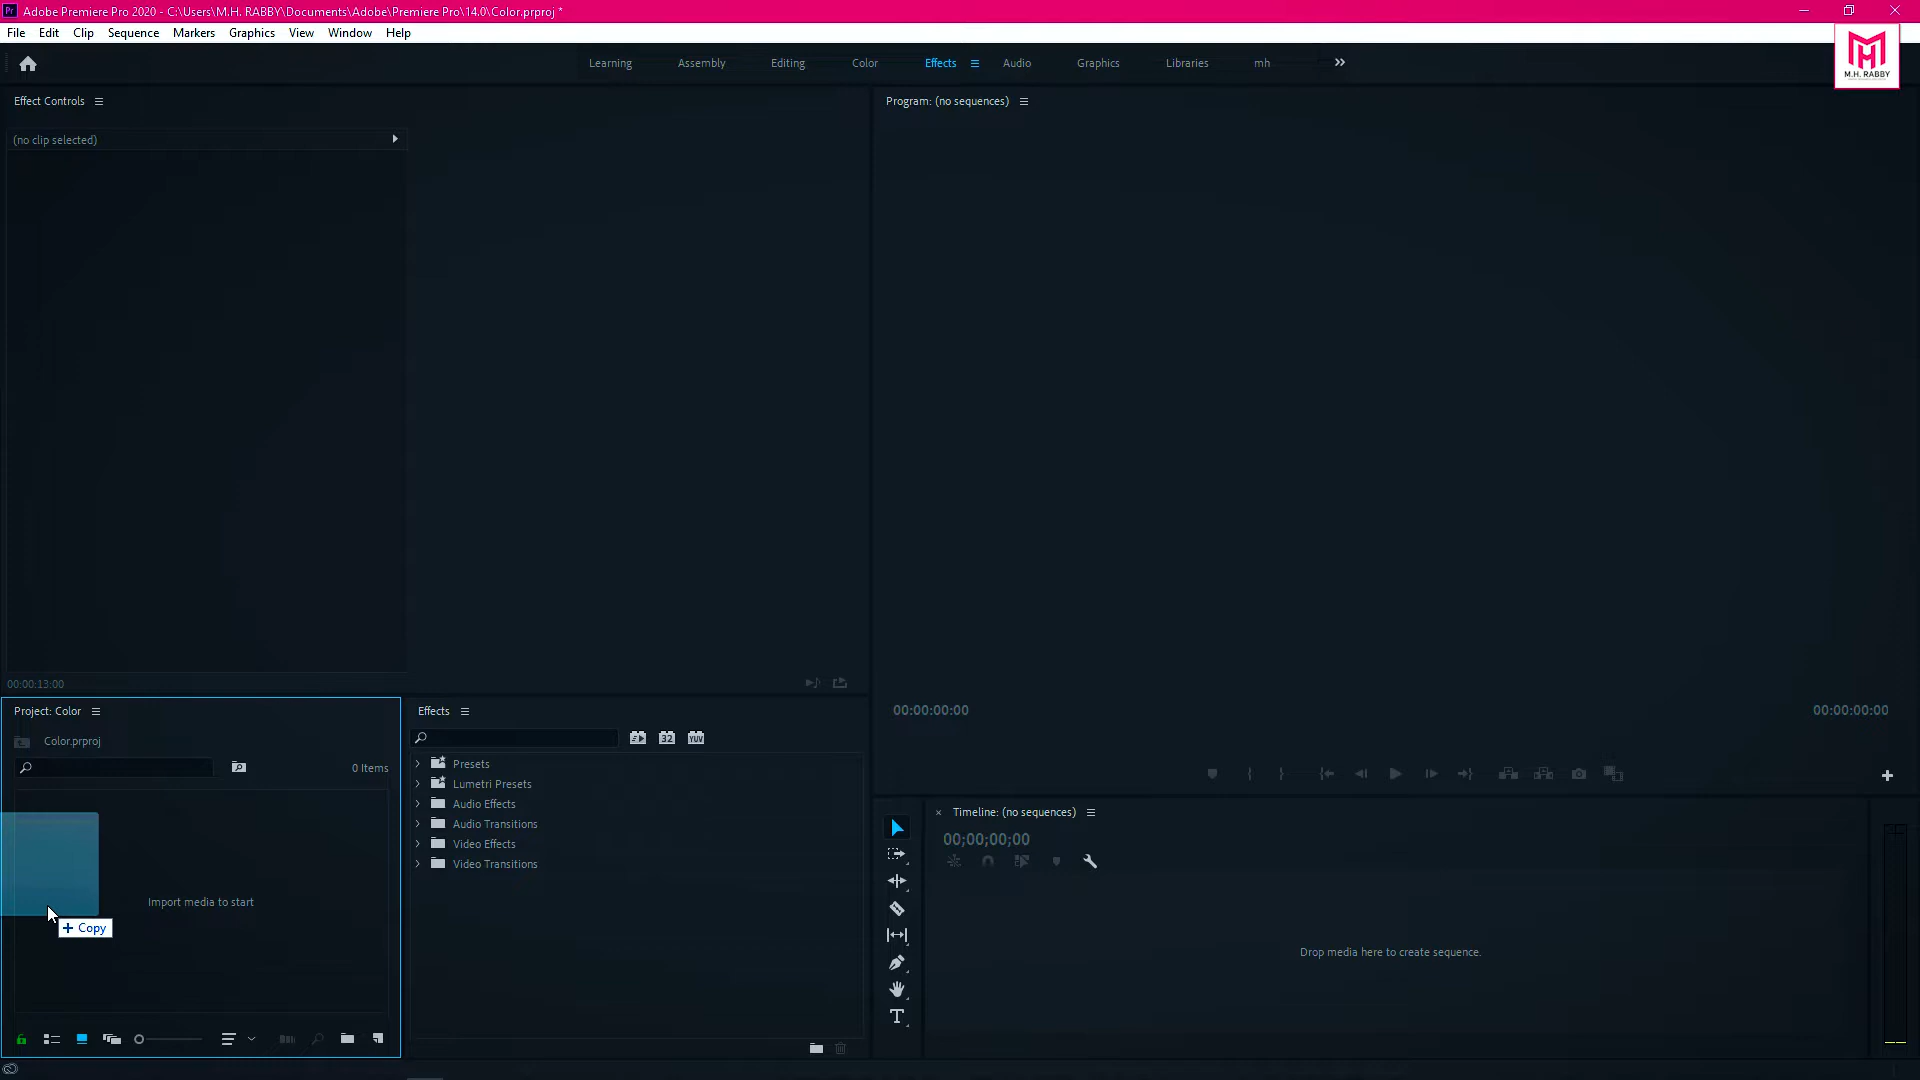 Adobe Premiere Pro 2020 - C:\Users\M.H. RABBY\Documents\Adobe\Premiere Pro\14.0\Color.prproj *
File Edit Clip Sequence Markers Graphics View Window Help
M.H. RABBY
Learning Assembly Editing Color Effects Audio Graphics Libraries mh
Effect Controls
Program: (no sequences)
(no clip selected)
00:00:13:00
Project: Color
Color.prproj
0 Items
Import media to start
+ Copy
Effects
32 YUV
Presets
Lumetri Presets
Audio Effects
Audio Transitions
Video Effects
Video Transitions
00:00:00:00 00:00:00:00
Timeline: (no sequences)
00;00;00;00
Drop media here to create sequence.